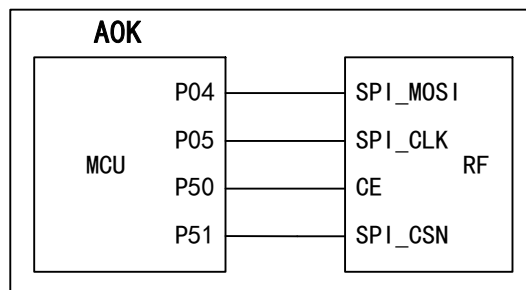 AOK
P04 SPI_MOSI
P05 SPI_CLK
MCU RF
P50 CE
P51 SPI_CSN